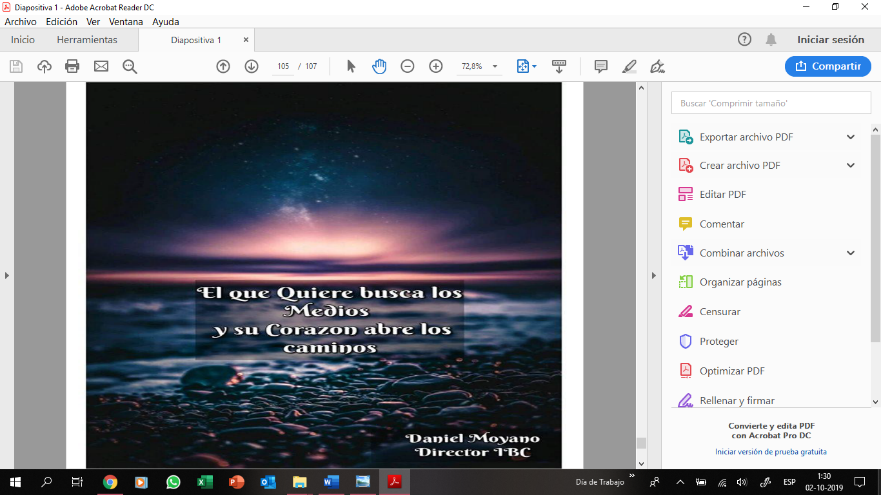 Diapositiva 1 - Adobe Acrobat Reader DC
Archivo Edición Ver Ventana Ayuda
Inicio Herramientas Diapositiva 1 ×
Iniciar sesión
105 / 107 72,8% Compartir
El que Quiere busca los
Medios
y su Corazon abre los
caminos
Daniel Moyano
Director IBC
Buscar 'Comprimir tamaño'
Exportar archivo PDF
Crear archivo PDF
Editar PDF
Comentar
Combinar archivos
Organizar páginas
Censurar
Proteger
Optimizar PDF
Rellenar y firmar
Convierte y edita PDF
con Acrobat Pro DC
Iniciar versión de prueba gratuita
Día de Trabajo » ESP 1:30
02-10-2019